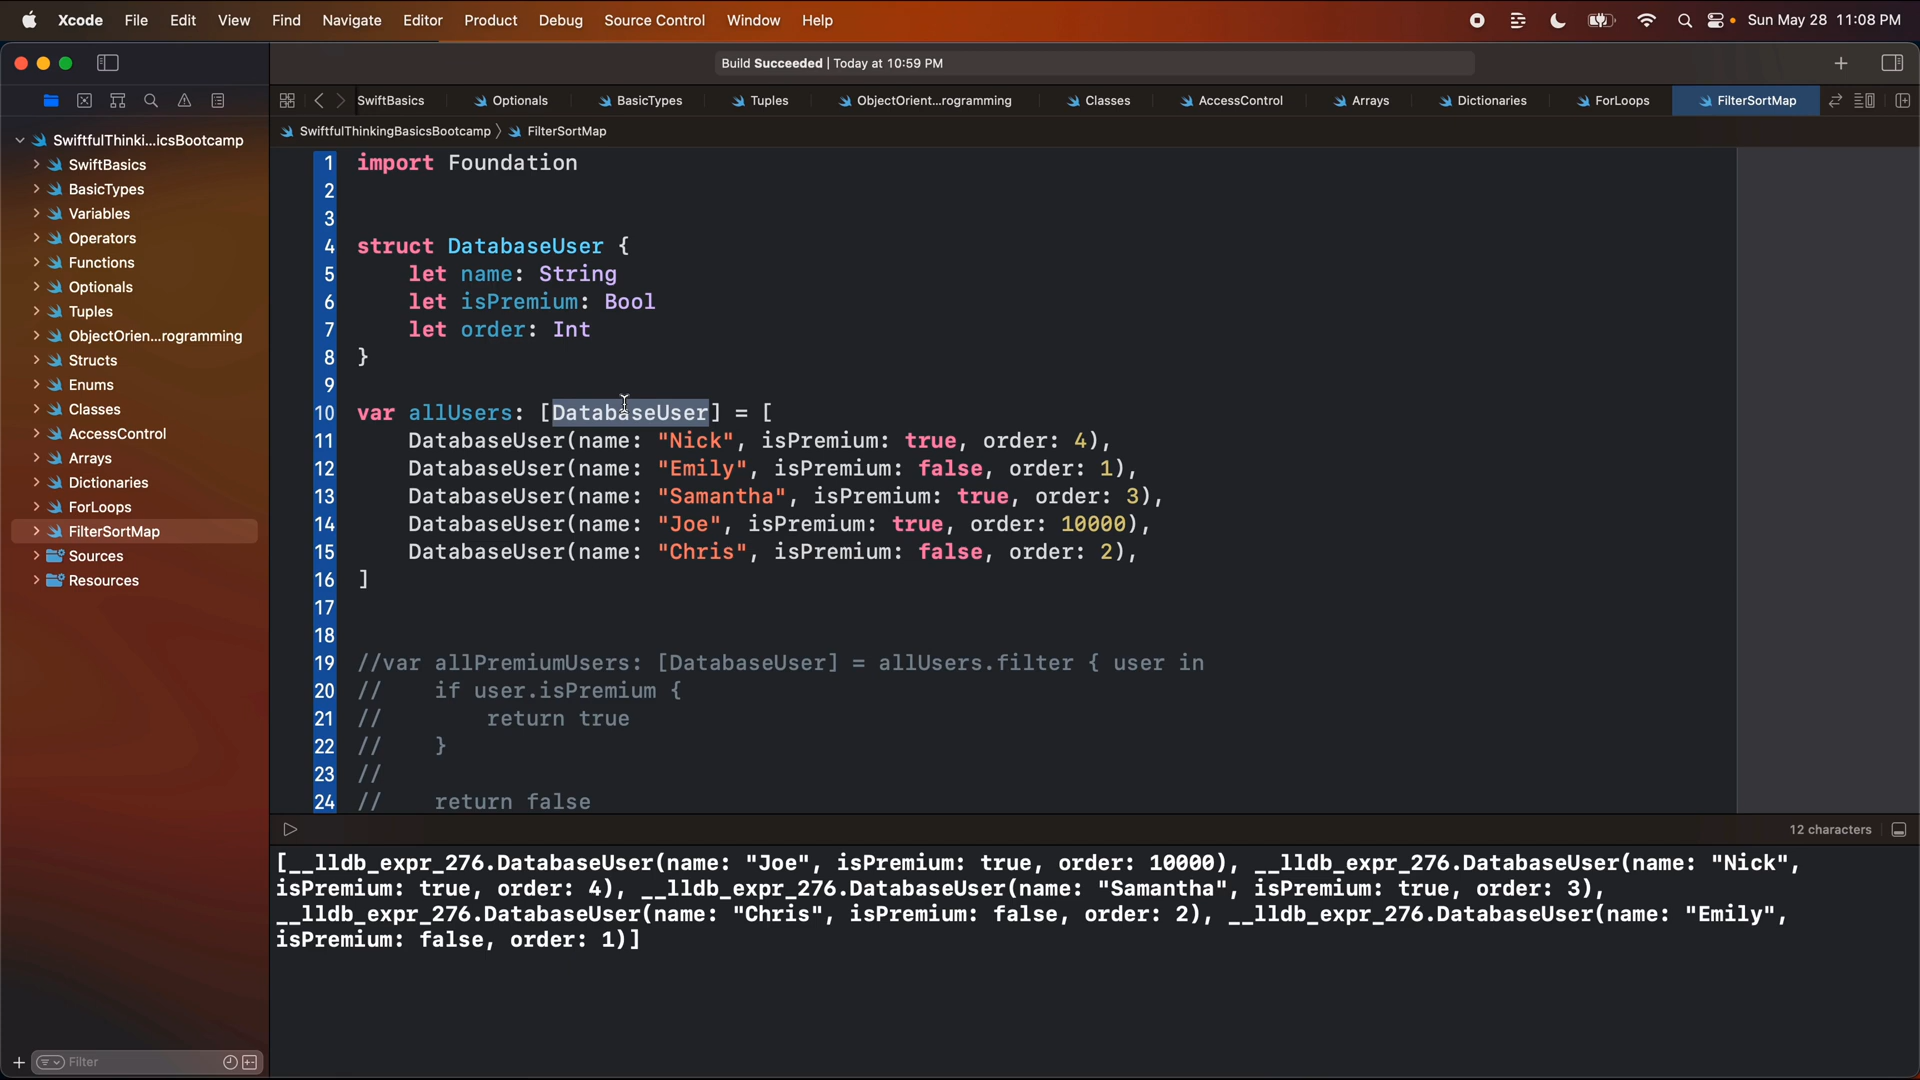 Xcode File Edit View Find Navigate Editor Product Debug Source Control Window Help Sun May 28 11:08 PM
Build Succeeded | Today at 10:59 PM
SwiftBasics Optionals BasicTypes Tuples ObjectOrient...rogramming Classes AccessControl Arrays Dictionaries ForLoops FilterSortMap
SwiftfulThinkingBasicsBootcamp FilterSortMap
SwiftfulThinki...icsBootcamp
SwiftBasics
BasicTypes
Variables
Operators
Functions
Optionals
Tuples
ObjectOrien...rogramming
Structs
Enums
Classes
AccessControl
Arrays
Dictionaries
ForLoops
FilterSortMap
Sources
Resources
Filter
1 import Foundation
2
3
4 struct DatabaseUser {
5     let name: String
6     let isPremium: Bool
7     let order: Int
8 }
9
10 var allUsers: [DatabaseUser] = [
11     DatabaseUser(name: "Nick", isPremium: true, order: 4),
12     DatabaseUser(name: "Emily", isPremium: false, order: 1),
13     DatabaseUser(name: "Samantha", isPremium: true, order: 3),
14     DatabaseUser(name: "Joe", isPremium: true, order: 10000),
15     DatabaseUser(name: "Chris", isPremium: false, order: 2),
16 ]
17
18
19 //var allPremiumUsers: [DatabaseUser] = allUsers.filter { user in
20 //    if user.isPremium {
21 //        return true
22 //    }
23 //
24 //    return false
12 characters
[__lldb_expr_276.DatabaseUser(name: "Joe", isPremium: true, order: 10000), __lldb_expr_276.DatabaseUser(name: "Nick",
isPremium: true, order: 4), __lldb_expr_276.DatabaseUser(name: "Samantha", isPremium: true, order: 3),
__lldb_expr_276.DatabaseUser(name: "Chris", isPremium: false, order: 2), __lldb_expr_276.DatabaseUser(name: "Emily",
isPremium: false, order: 1)]